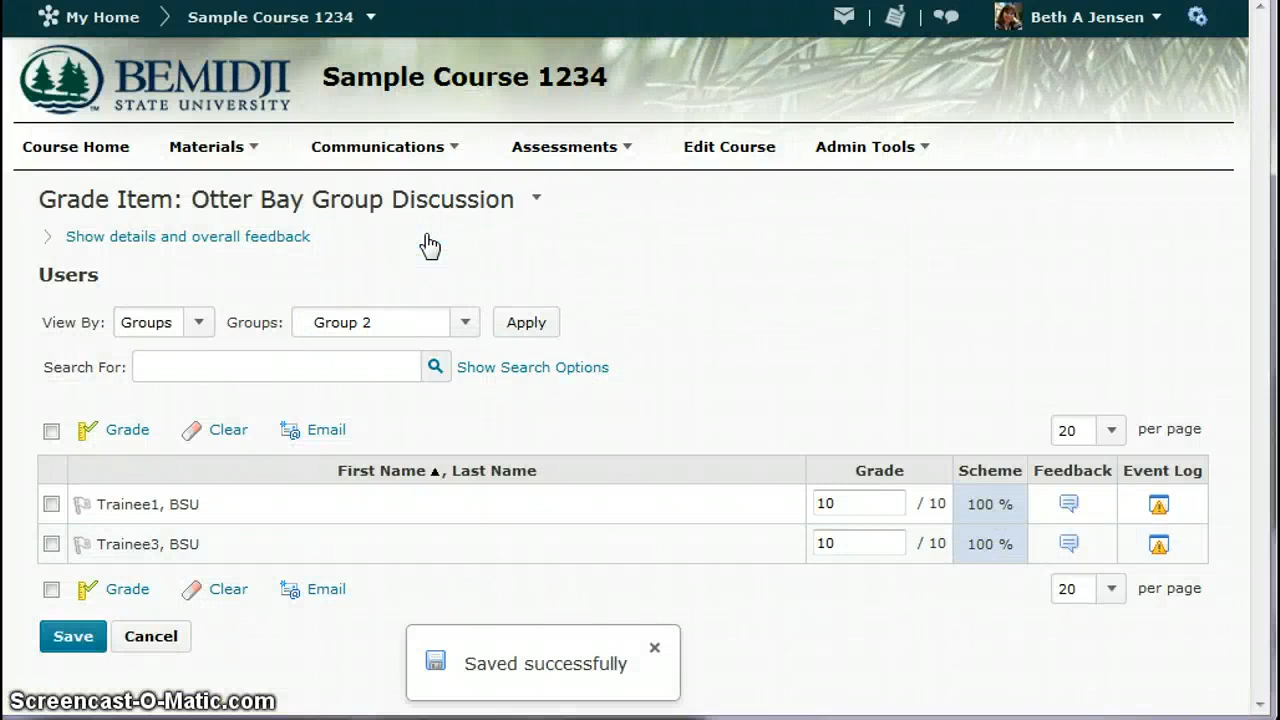 My Home Sample Course 1234 Beth A Jensen
BEMIDJI
STATE UNIVERSITY
Sample Course 1234
Course Home Materials Communications Assessments Edit Course Admin Tools
Grade Item: Otter Bay Group Discussion
Show details and overall feedback
Users
View By: Groups Groups: Group 2 Apply
Search For: Show Search Options
Grade Clear Email 20 per page
First Name ▲, Last Name Grade Scheme Feedback Event Log
Trainee1, BSU 10 / 10 100 %
Trainee3, BSU 10 / 10 100 %
Grade Clear Email 20 per page
Save Cancel
Saved successfully
Screencast-O-Matic.com